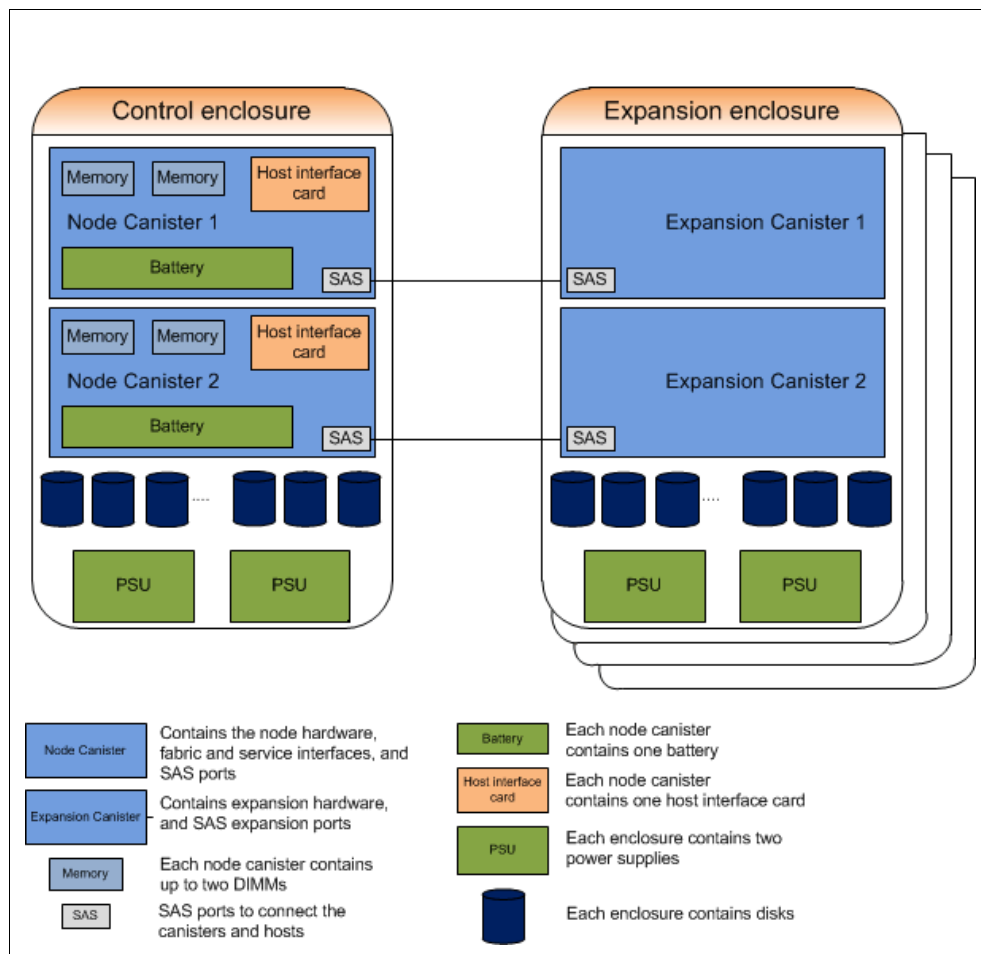 Control enclosure
Memory
Memory
Host interface
card
Node Canister 1
Battery
SAS
Memory
Memory
Host interface
card
Node Canister 2
Battery
SAS
....
PSU
PSU
Expansion enclosure
Expansion Canister 1
SAS
Expansion Canister 2
SAS
....
PSU
PSU
Node Canister
Contains the node hardware,
fabric and service interfaces, and
SAS ports
Expansion Canister
Contains expansion hardware,
and SAS expansion ports
Memory
Each node canister contains
up to two DIMMs
SAS
SAS ports to connect the
canisters and hosts
Battery
Each node canister
contains one battery
Host interface
card
Each node canister
contains one host interface card
PSU
Each enclosure contains two
power supplies
Each enclosure contains disks